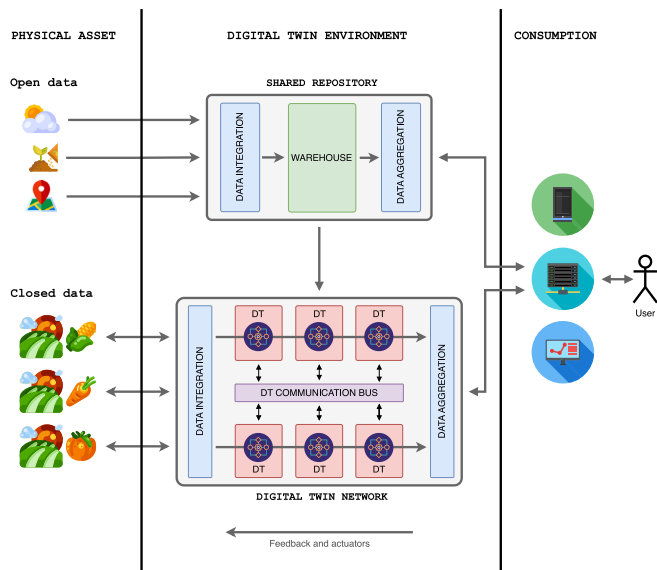 PHYSICAL ASSET
DIGITAL TWIN ENVIRONMENT
CONSUMPTION
Open data
SHARED REPOSITORY
DATA INTEGRATION
WAREHOUSE
DATA AGGREGATION
Closed data
User
DATA INTEGRATION
DT
DT
DT
DT COMMUNICATION BUS
DT
DT
DT
DATA AGGREGATION
DIGITAL TWIN NETWORK
Feedback and actuators